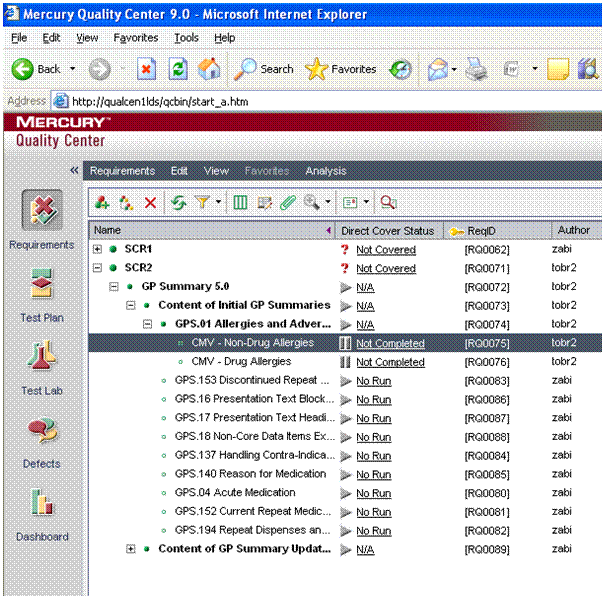 Mercury Quality Center 9.0 - Microsoft Internet Explorer
File Edit View Favorites Tools Help
Back Search Favorites
Address http://qualcen1lds/qcbin/start_a.htm
MERCURY™
Quality Center
« Requirements Edit View Favorites Analysis
Name Direct Cover Status ReqID Author
SCR1 ? Not Covered [RQ0062] zabi
SCR2 ? Not Covered [RQ0071] tobr2
GP Summary 5.0 N/A [RQ0072] tobr2
Content of Initial GP Summaries N/A [RQ0073] tobr2
GPS.01 Allergies and Adver... N/A [RQ0074] tobr2
CMV - Non-Drug Allergies Not Completed [RQ0075] tobr2
CMV - Drug Allergies Not Completed [RQ0076] tobr2
GPS.153 Discontinued Repeat ... No Run [RQ0083] zabi
GPS.16 Presentation Text Block... No Run [RQ0086] zabi
GPS.17 Presentation Text Headi... No Run [RQ0087] zabi
GPS.18 Non-Core Data Items Ex... No Run [RQ0088] zabi
GPS.137 Handling Contra-Indica... No Run [RQ0084] zabi
GPS.140 Reason for Medication No Run [RQ0085] zabi
GPS.04 Acute Medication No Run [RQ0080] zabi
GPS.152 Current Repeat Medic... No Run [RQ0081] zabi
GPS.194 Repeat Dispenses an... No Run [RQ0082] zabi
Content of GP Summary Updat... N/A [RQ0089] zabi
Requirements
Test Plan
Test Lab
Defects
Dashboard